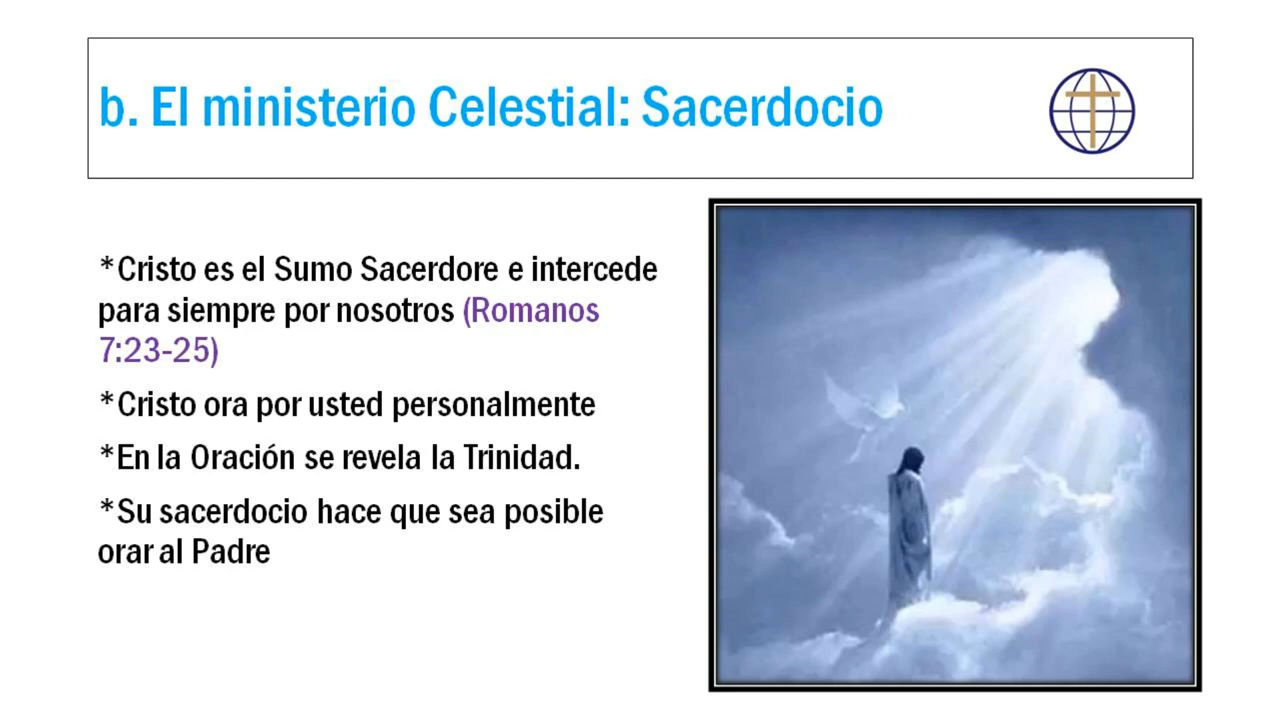 b. El ministerio Celestial: Sacerdocio
*Cristo es el Sumo Sacerdore e intercede
para siempre por nosotros (Romanos
7:23-25)
*Cristo ora por usted personalmente
*En la Oración se revela la Trinidad.
*Su sacerdocio hace que sea posible
orar al Padre